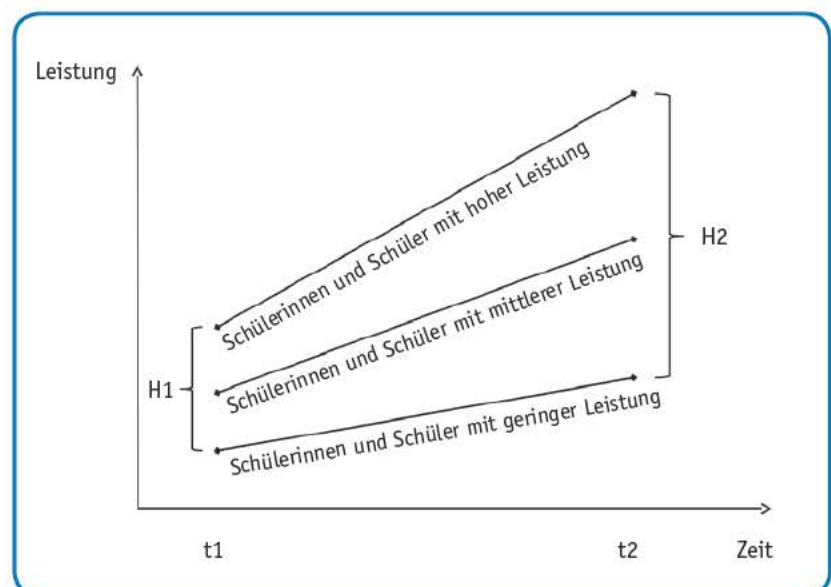 Leistung
Schülerinnen und Schüler mit hoher Leistung
H2
Schülerinnen und Schüler mit mittlerer Leistung
H1
Schülerinnen und Schüler mit geringer Leistung
t1
t2
Zeit